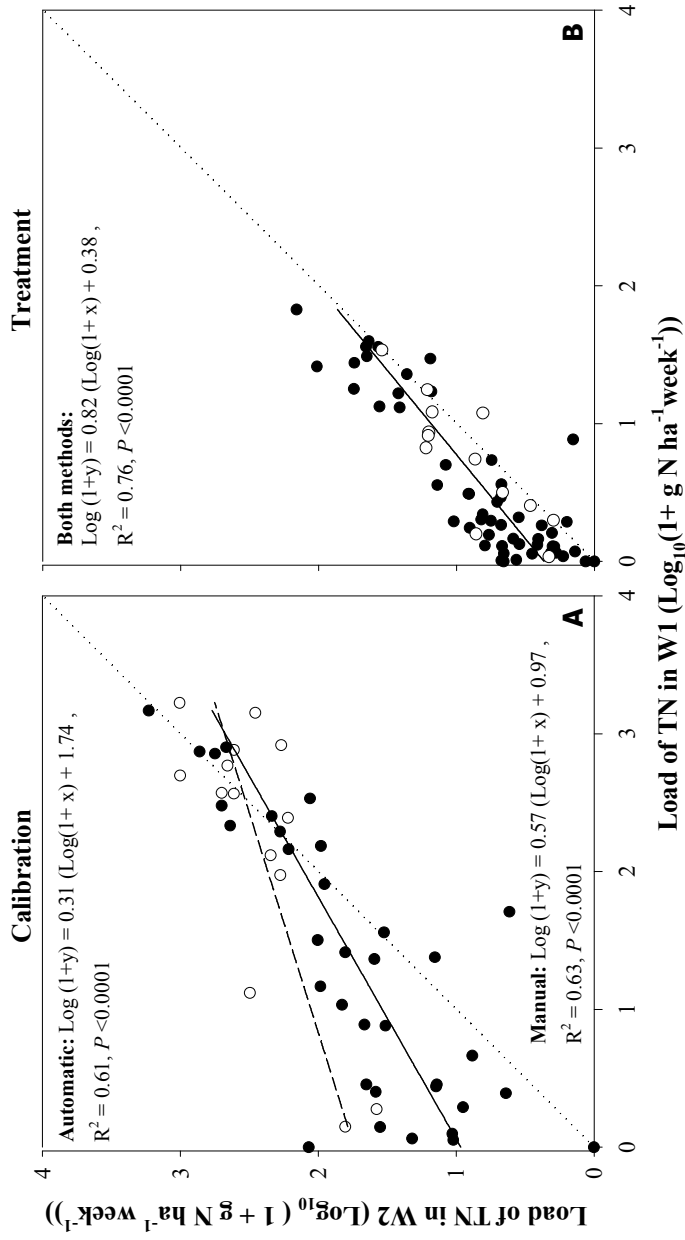 Calibration
Treatment
Load of TN in W2 (Log10 ( 1 + g N ha-1 week-1))
4
3
2
1
0
Automatic: Log (1+y) = 0.31 (Log(1+ x) + 1.74 ,
R2 = 0.61, P <0.0001
Manual: Log (1+y) = 0.57 (Log(1+ x) + 0.97 ,
R2 = 0.63, P <0.0001
A
0
1
2
3
4
Both methods:
Log (1+y) = 0.82 (Log(1+ x) + 0.38 ,
R2 = 0.76, P <0.0001
B
0
1
2
3
4
Load of TN in W1 (Log10(1+ g N ha-1week-1))